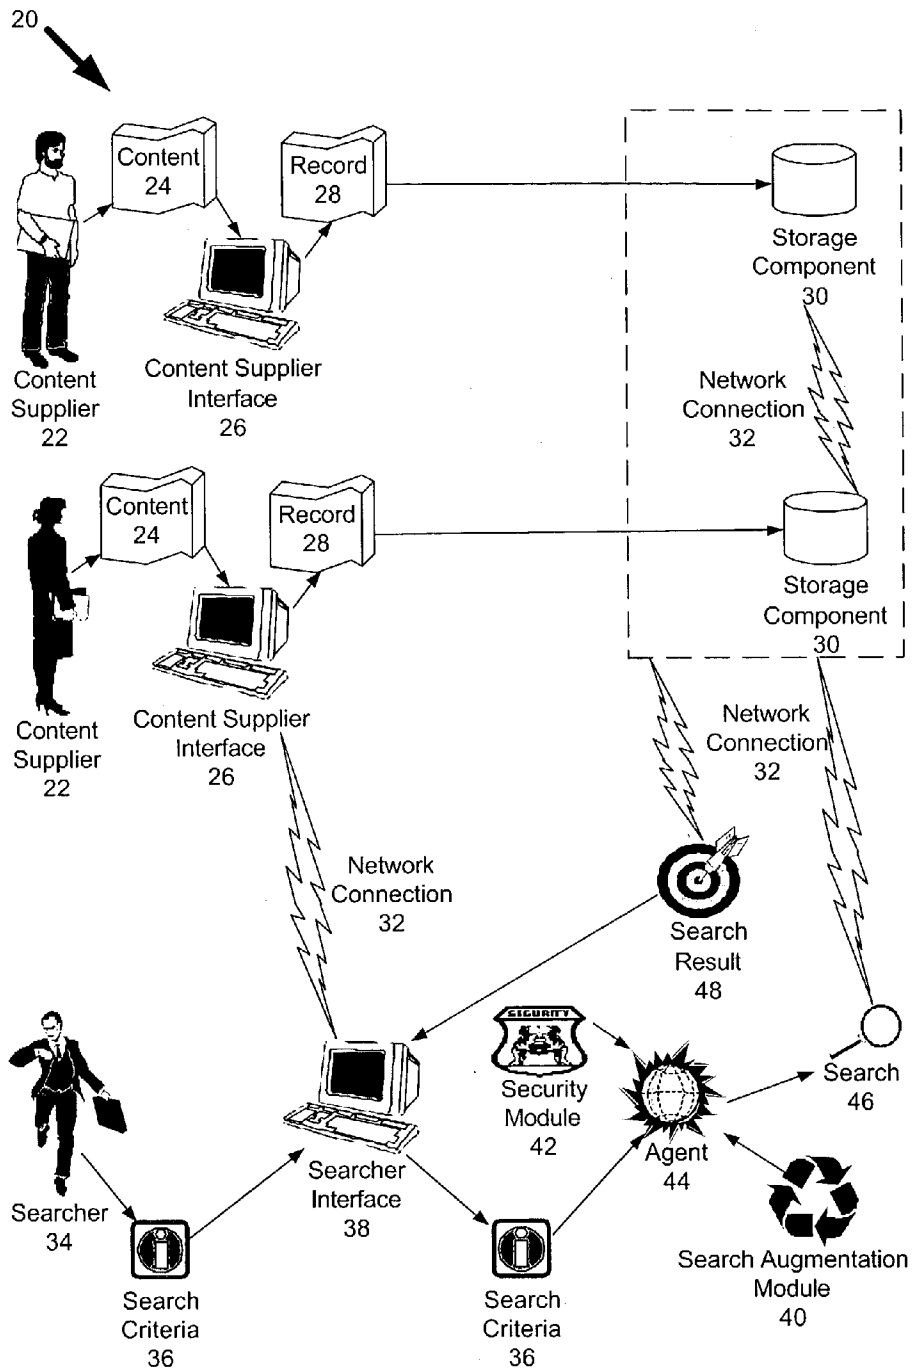 20
Content
24
Record
28
Storage
Component
30
Content
Supplier
22
Content Supplier
Interface
26
Network
Connection
32
Content
24
Record
28
Storage
Component
30
Content
Supplier
22
Content Supplier
Interface
26
Network
Connection
32
Network
Connection
32
Search
Result
48
SECURITY
Security
Module
42
Search
46
Agent
44
Searcher
34
Searcher
Interface
38
Search
Criteria
36
Search
Criteria
36
Search Augmentation
Module
40